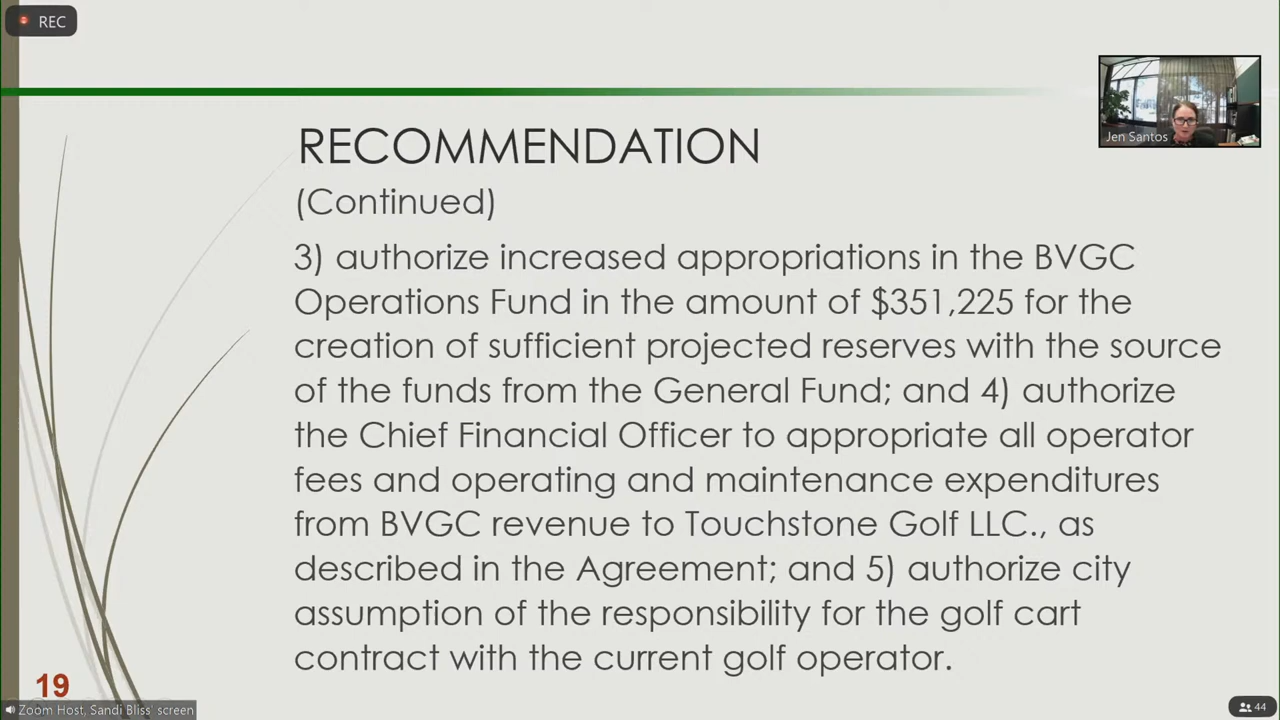 REC
Jen Santos
RECOMMENDATION
(Continued)
3) authorize increased appropriations in the BVGC
Operations Fund in the amount of $351,225 for the
creation of sufficient projected reserves with the source
of the funds from the General Fund; and 4) authorize
the Chief Financial Officer to appropriate all operator
fees and operating and maintenance expenditures
from BVGC revenue to Touchstone Golf LLC., as
described in the Agreement; and 5) authorize city
assumption of the responsibility for the golf cart
contract with the current golf operator.
19
Zoom Host, Sandi Bliss' screen
44